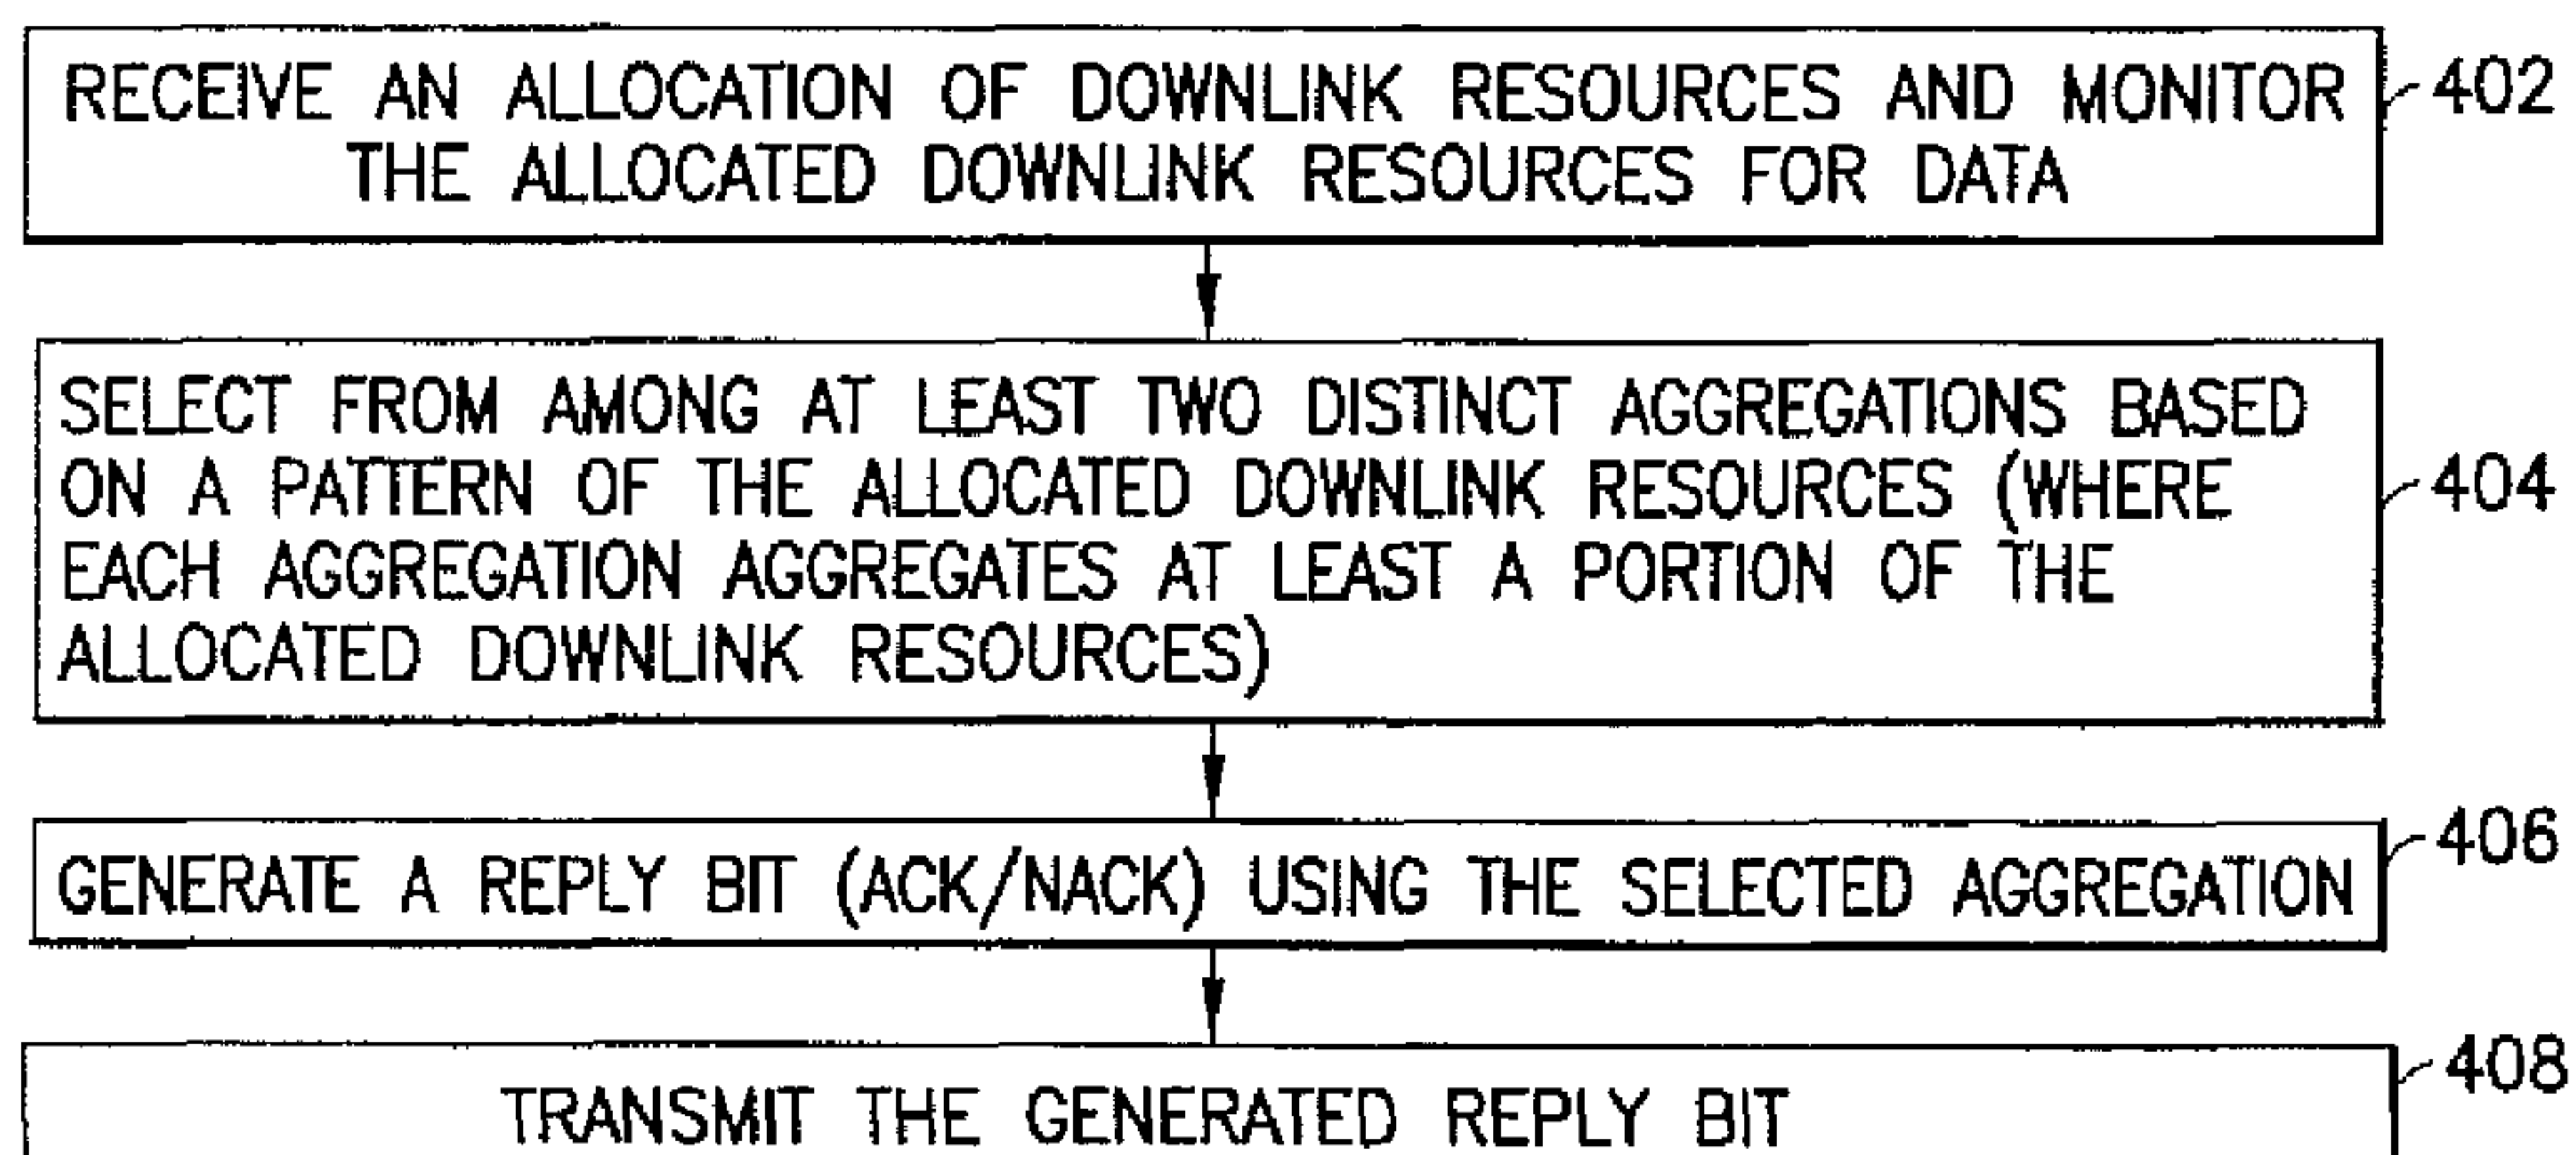 RECEIVE AN ALLOCATION OF DOWNLINK RESOURCES AND MONITOR
THE ALLOCATED DOWNLINK RESOURCES FOR DATA
402
SELECT FROM AMONG AT LEAST TWO DISTINCT AGGREGATIONS BASED
ON A PATTERN OF THE ALLOCATED DOWNLINK RESOURCES (WHERE
EACH AGGREGATION AGGREGATES AT LEAST A PORTION OF THE
ALLOCATED DOWNLINK RESOURCES)
404
GENERATE A REPLY BIT (ACK/NACK) USING THE SELECTED AGGREGATION
406
TRANSMIT THE GENERATED REPLY BIT
408